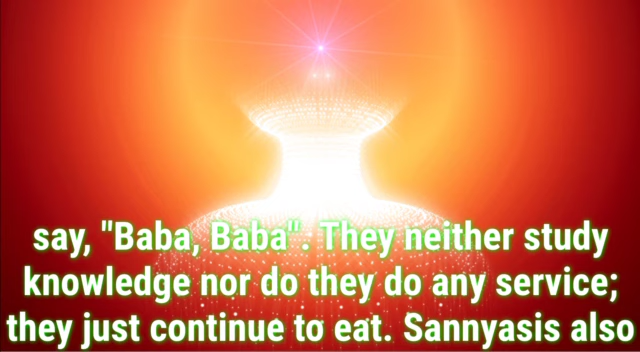 say, "Baba, Baba". They neither study
knowledge nor do they do any service;
they just continue to eat. Sannyasis also